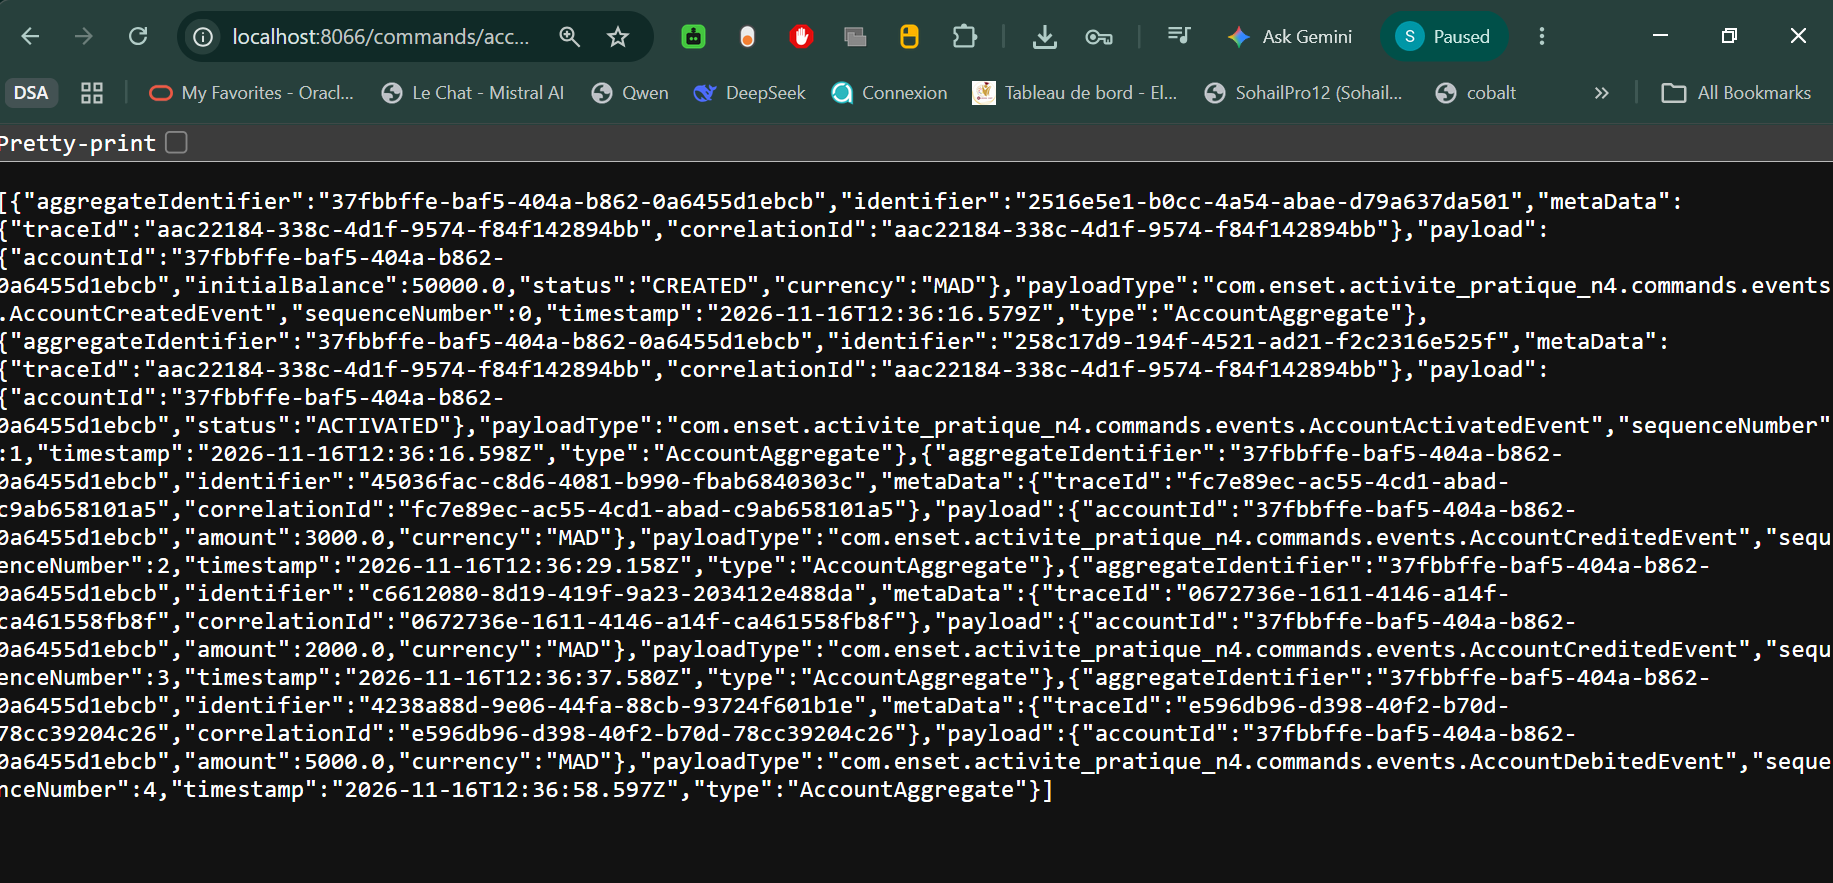 localhost:8066/commands/acc...
Ask Gemini
S
Paused
DSA
My Favorites - Oracl...
Le Chat - Mistral AI
Qwen
DeepSeek
Connexion
Tableau de bord - El...
SohailPro12 (Sohail...
cobalt
»
All Bookmarks
Pretty-print
[{"aggregateIdentifier":"37fbbffe-baf5-404a-b862-0a6455d1ebcb","identifier":"2516e5e1-b0cc-4a54-abae-d79a637da501","metaData":
{"traceId":"aac22184-338c-4d1f-9574-f84f142894bb","correlationId":"aac22184-338c-4d1f-9574-f84f142894bb"},"payload":
{"accountId":"37fbbffe-baf5-404a-b862-
0a6455d1ebcb","initialBalance":50000.0,"status":"CREATED","currency":"MAD"},"payloadType":"com.enset.activite_pratique_n4.commands.events
.AccountCreatedEvent","sequenceNumber":0,"timestamp":"2026-11-16T12:36:16.579Z","type":"AccountAggregate"},
{"aggregateIdentifier":"37fbbffe-baf5-404a-b862-0a6455d1ebcb","identifier":"258c17d9-194f-4521-ad21-f2c2316e525f","metaData":
{"traceId":"aac22184-338c-4d1f-9574-f84f142894bb","correlationId":"aac22184-338c-4d1f-9574-f84f142894bb"},"payload":
{"accountId":"37fbbffe-baf5-404a-b862-
0a6455d1ebcb","status":"ACTIVATED"},"payloadType":"com.enset.activite_pratique_n4.commands.events.AccountActivatedEvent","sequenceNumber"
:1,"timestamp":"2026-11-16T12:36:16.598Z","type":"AccountAggregate"},{"aggregateIdentifier":"37fbbffe-baf5-404a-b862-
0a6455d1ebcb","identifier":"45036fac-c8d6-4081-b990-fbab6840303c","metaData":{"traceId":"fc7e89ec-ac55-4cd1-abad-
c9ab658101a5","correlationId":"fc7e89ec-ac55-4cd1-abad-c9ab658101a5"},"payload":{"accountId":"37fbbffe-baf5-404a-b862-
0a6455d1ebcb","amount":3000.0,"currency":"MAD"},"payloadType":"com.enset.activite_pratique_n4.commands.events.AccountCreditedEvent","sequ
enceNumber":2,"timestamp":"2026-11-16T12:36:29.158Z","type":"AccountAggregate"},{"aggregateIdentifier":"37fbbffe-baf5-404a-b862-
0a6455d1ebcb","identifier":"c6612080-8d19-419f-9a23-203412e488da","metaData":{"traceId":"0672736e-1611-4146-a14f-
ca461558fb8f","correlationId":"0672736e-1611-4146-a14f-ca461558fb8f"},"payload":{"accountId":"37fbbffe-baf5-404a-b862-
0a6455d1ebcb","amount":2000.0,"currency":"MAD"},"payloadType":"com.enset.activite_pratique_n4.commands.events.AccountCreditedEvent","sequ
enceNumber":3,"timestamp":"2026-11-16T12:36:37.580Z","type":"AccountAggregate"},{"aggregateIdentifier":"37fbbffe-baf5-404a-b862-
0a6455d1ebcb","identifier":"4238a88d-9e06-44fa-88cb-93724f601b1e","metaData":{"traceId":"e596db96-d398-40f2-b70d-
78cc39204c26","correlationId":"e596db96-d398-40f2-b70d-78cc39204c26"},"payload":{"accountId":"37fbbffe-baf5-404a-b862-
0a6455d1ebcb","amount":5000.0,"currency":"MAD"},"payloadType":"com.enset.activite_pratique_n4.commands.events.AccountDebitedEvent","seque
nceNumber":4,"timestamp":"2026-11-16T12:36:58.597Z","type":"AccountAggregate"}]